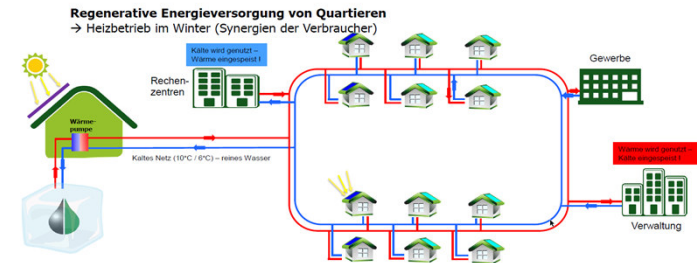 Regenerative Energieversorgung von Quartieren
→ Heizbetrieb im Winter (Synergien der Verbraucher)
Kälte wird genutzt –
Wärme eingespeist !
Rechen-
zentren
Gewerbe
Wärme-
pumpe
Kaltes Netz (10°C / 6°C) – reines Wasser
Wärme wird genutzt –
Kälte eingespeist !
Verwaltung